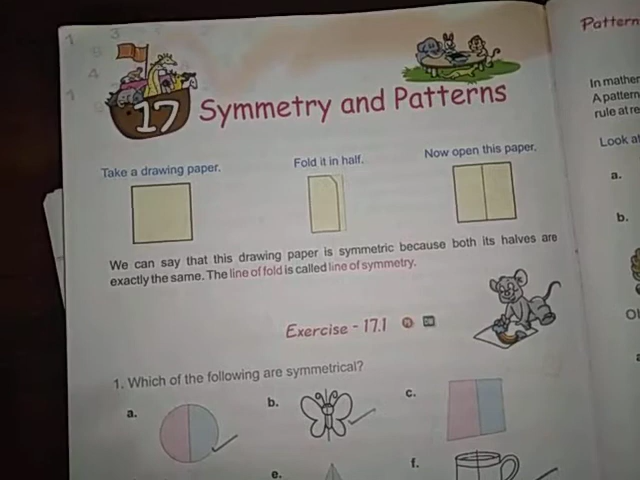 17
Symmetry and Patterns
Take a drawing paper.
Fold it in half.
Now open this paper.
We can say that this drawing paper is symmetric because both its halves are
exactly the same. The line of fold is called line of symmetry.
Exercise - 17.1
1. Which of the following are symmetrical?
a.
b.
c.
e.
f.
Pattern
In mather
A pattern
rule at re
Look at
a.
b.